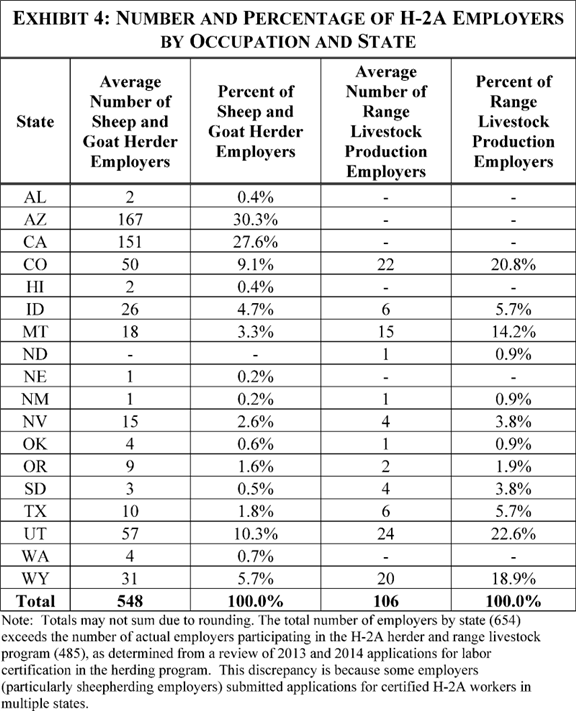 EXHIBIT 4: NUMBER AND PERCENTAGE OF H-2A EMPLOYERS
BY OCCUPATION AND STATE
State | Average Number of Sheep and Goat Herder Employers | Percent of Sheep and Goat Herder Employers | Average Number of Range Livestock Production Employers | Percent of Range Livestock Production Employers
AL | 2 | 0.4% | - | -
AZ | 167 | 30.3% | - | -
CA | 151 | 27.6% | - | -
CO | 50 | 9.1% | 22 | 20.8%
HI | 2 | 0.4% | - | -
ID | 26 | 4.7% | 6 | 5.7%
MT | 18 | 3.3% | 15 | 14.2%
ND | - | - | 1 | 0.9%
NE | 1 | 0.2% | - | -
NM | 1 | 0.2% | 1 | 0.9%
NV | 15 | 2.6% | 4 | 3.8%
OK | 4 | 0.6% | 1 | 0.9%
OR | 9 | 1.6% | 2 | 1.9%
SD | 3 | 0.5% | 4 | 3.8%
TX | 10 | 1.8% | 6 | 5.7%
UT | 57 | 10.3% | 24 | 22.6%
WA | 4 | 0.7% | - | -
WY | 31 | 5.7% | 20 | 18.9%
Total | 548 | 100.0% | 106 | 100.0%
Note: Totals may not sum due to rounding. The total number of employers by state (654)
exceeds the number of actual employers participating in the H-2A herder and range livestock
program (485), as determined from a review of 2013 and 2014 applications for labor
certification in the herding program. This discrepancy is because some employers
(particularly sheepherding employers) submitted applications for certified H-2A workers in
multiple states.